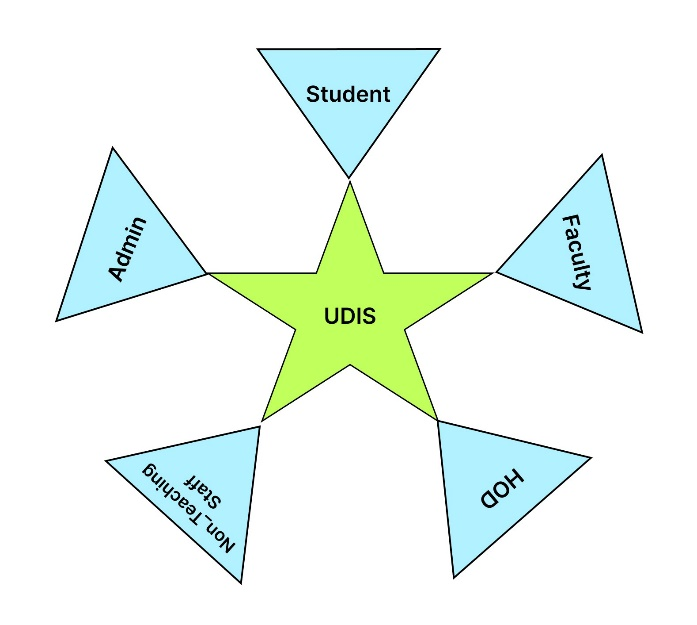 Student
Admin
Faculty
UDIS
Non_Teaching
Staff
HOD